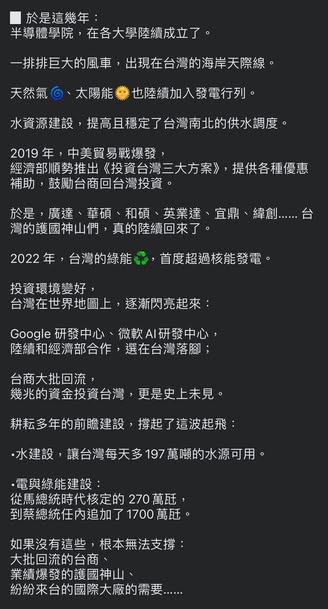 ⬜ 於是這幾年：
半導體學院，在各大學陸續成立了。
一排排巨大的風車，出現在台灣的海岸天際線。
天然氣🌀、太陽能🌞也陸續加入發電行列。
水資源建設，提高且穩定了台灣南北的供水調度。
2019 年，中美貿易戰爆發，
經濟部順勢推出《投資台灣三大方案》，提供各種優惠
補助，鼓勵台商回台灣投資。
於是，廣達、華碩、和碩、英業達、宜鼎、緯創…… 台
灣的護國神山們，真的陸續回來了。
2022 年，台灣的綠能♻️，首度超過核能發電。
投資環境變好，
台灣在世界地圖上，逐漸閃亮起來：
Google 研發中心、微軟 AI 研發中心，
陸續和經濟部合作，選在台灣落腳；
台商大批回流，
幾兆的資金投資台灣，更是史上未見。
耕耘多年的前瞻建設，撐起了這波起飛：
•水建設，讓台灣每天多 197 萬噸的水源可用。
•電與綠能建設：
從馬總統時代核定的 270 萬瓩，
到蔡總統任內追加了 1700 萬瓩。
如果沒有這些，根本無法支撐：
大批回流的台商、
業績爆發的護國神山、
紛紛來台的國際大廠的需要……